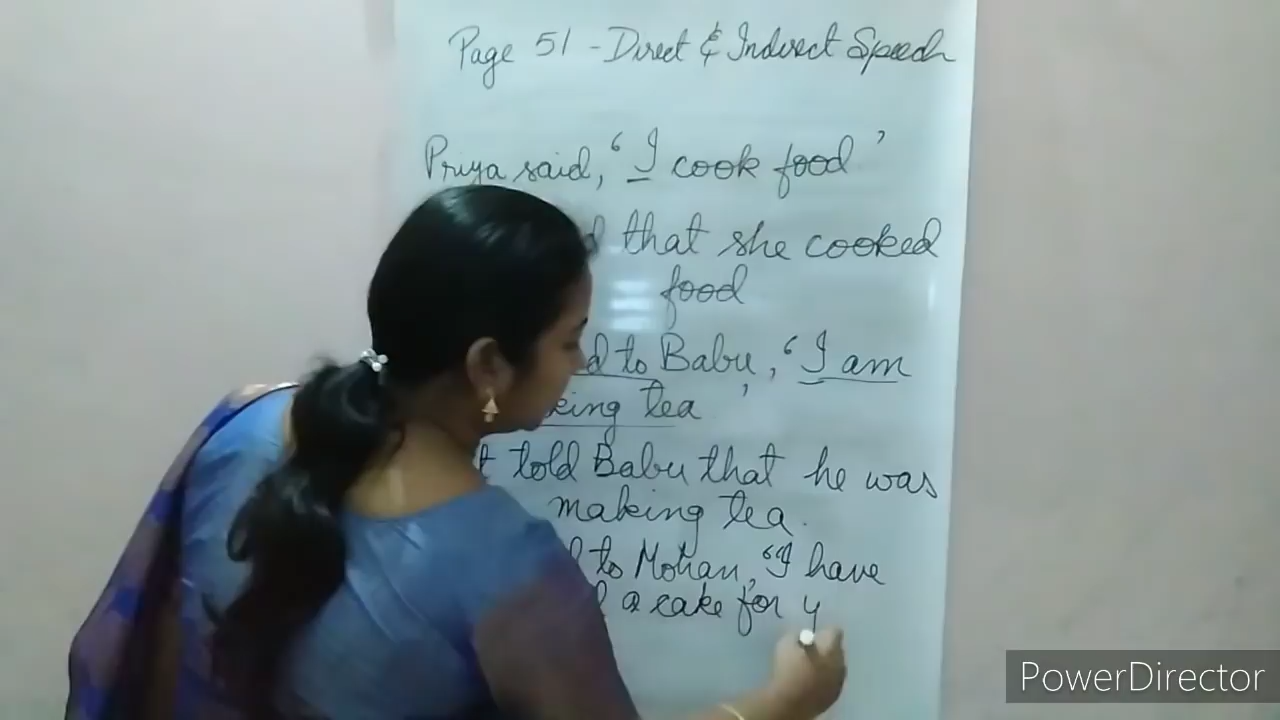 Page 51 - Direct & Indirect Speech
Priya said, ‘I cook food’
that she cooked
food
to Babu, ‘I am
tea’
told Babu that he was
making tea.
to Mohan, “I have
a cake for y
PowerDirector